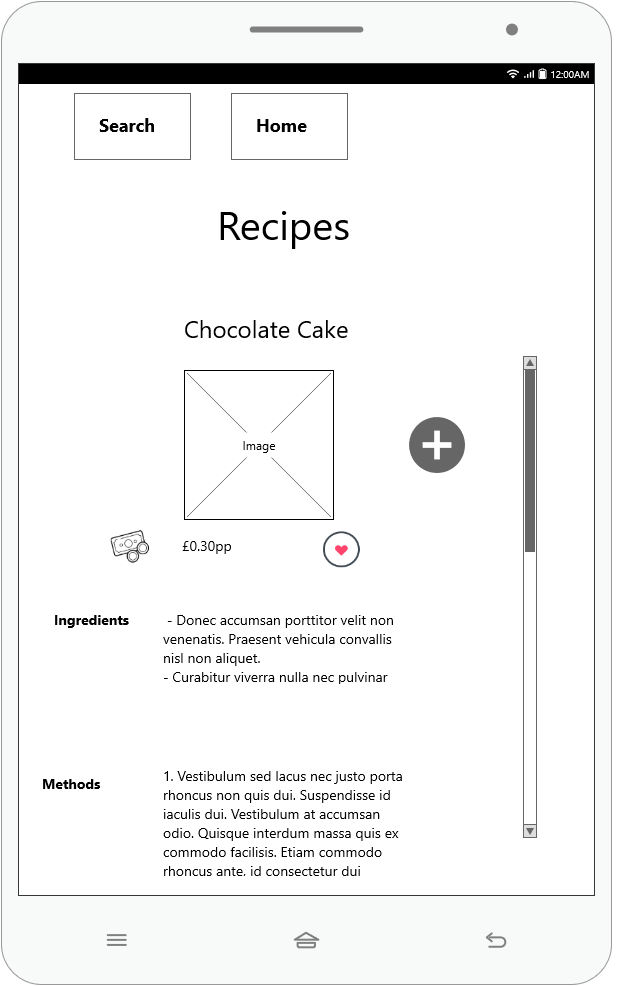 12:00AM
Search
Home
Recipes
Chocolate Cake
Image
£0.30pp
Ingredients
- Donec accumsan porttitor velit non
venenatis. Praesent vehicula convallis
nisl non aliquet.
- Curabitur viverra nulla nec pulvinar
Methods
1. Vestibulum sed lacus nec justo porta
rhoncus non quis dui. Suspendisse id
iaculis dui. Vestibulum at accumsan
odio. Quisque interdum massa quis ex
commodo facilisis. Etiam commodo
rhoncus ante, id consectetur dui